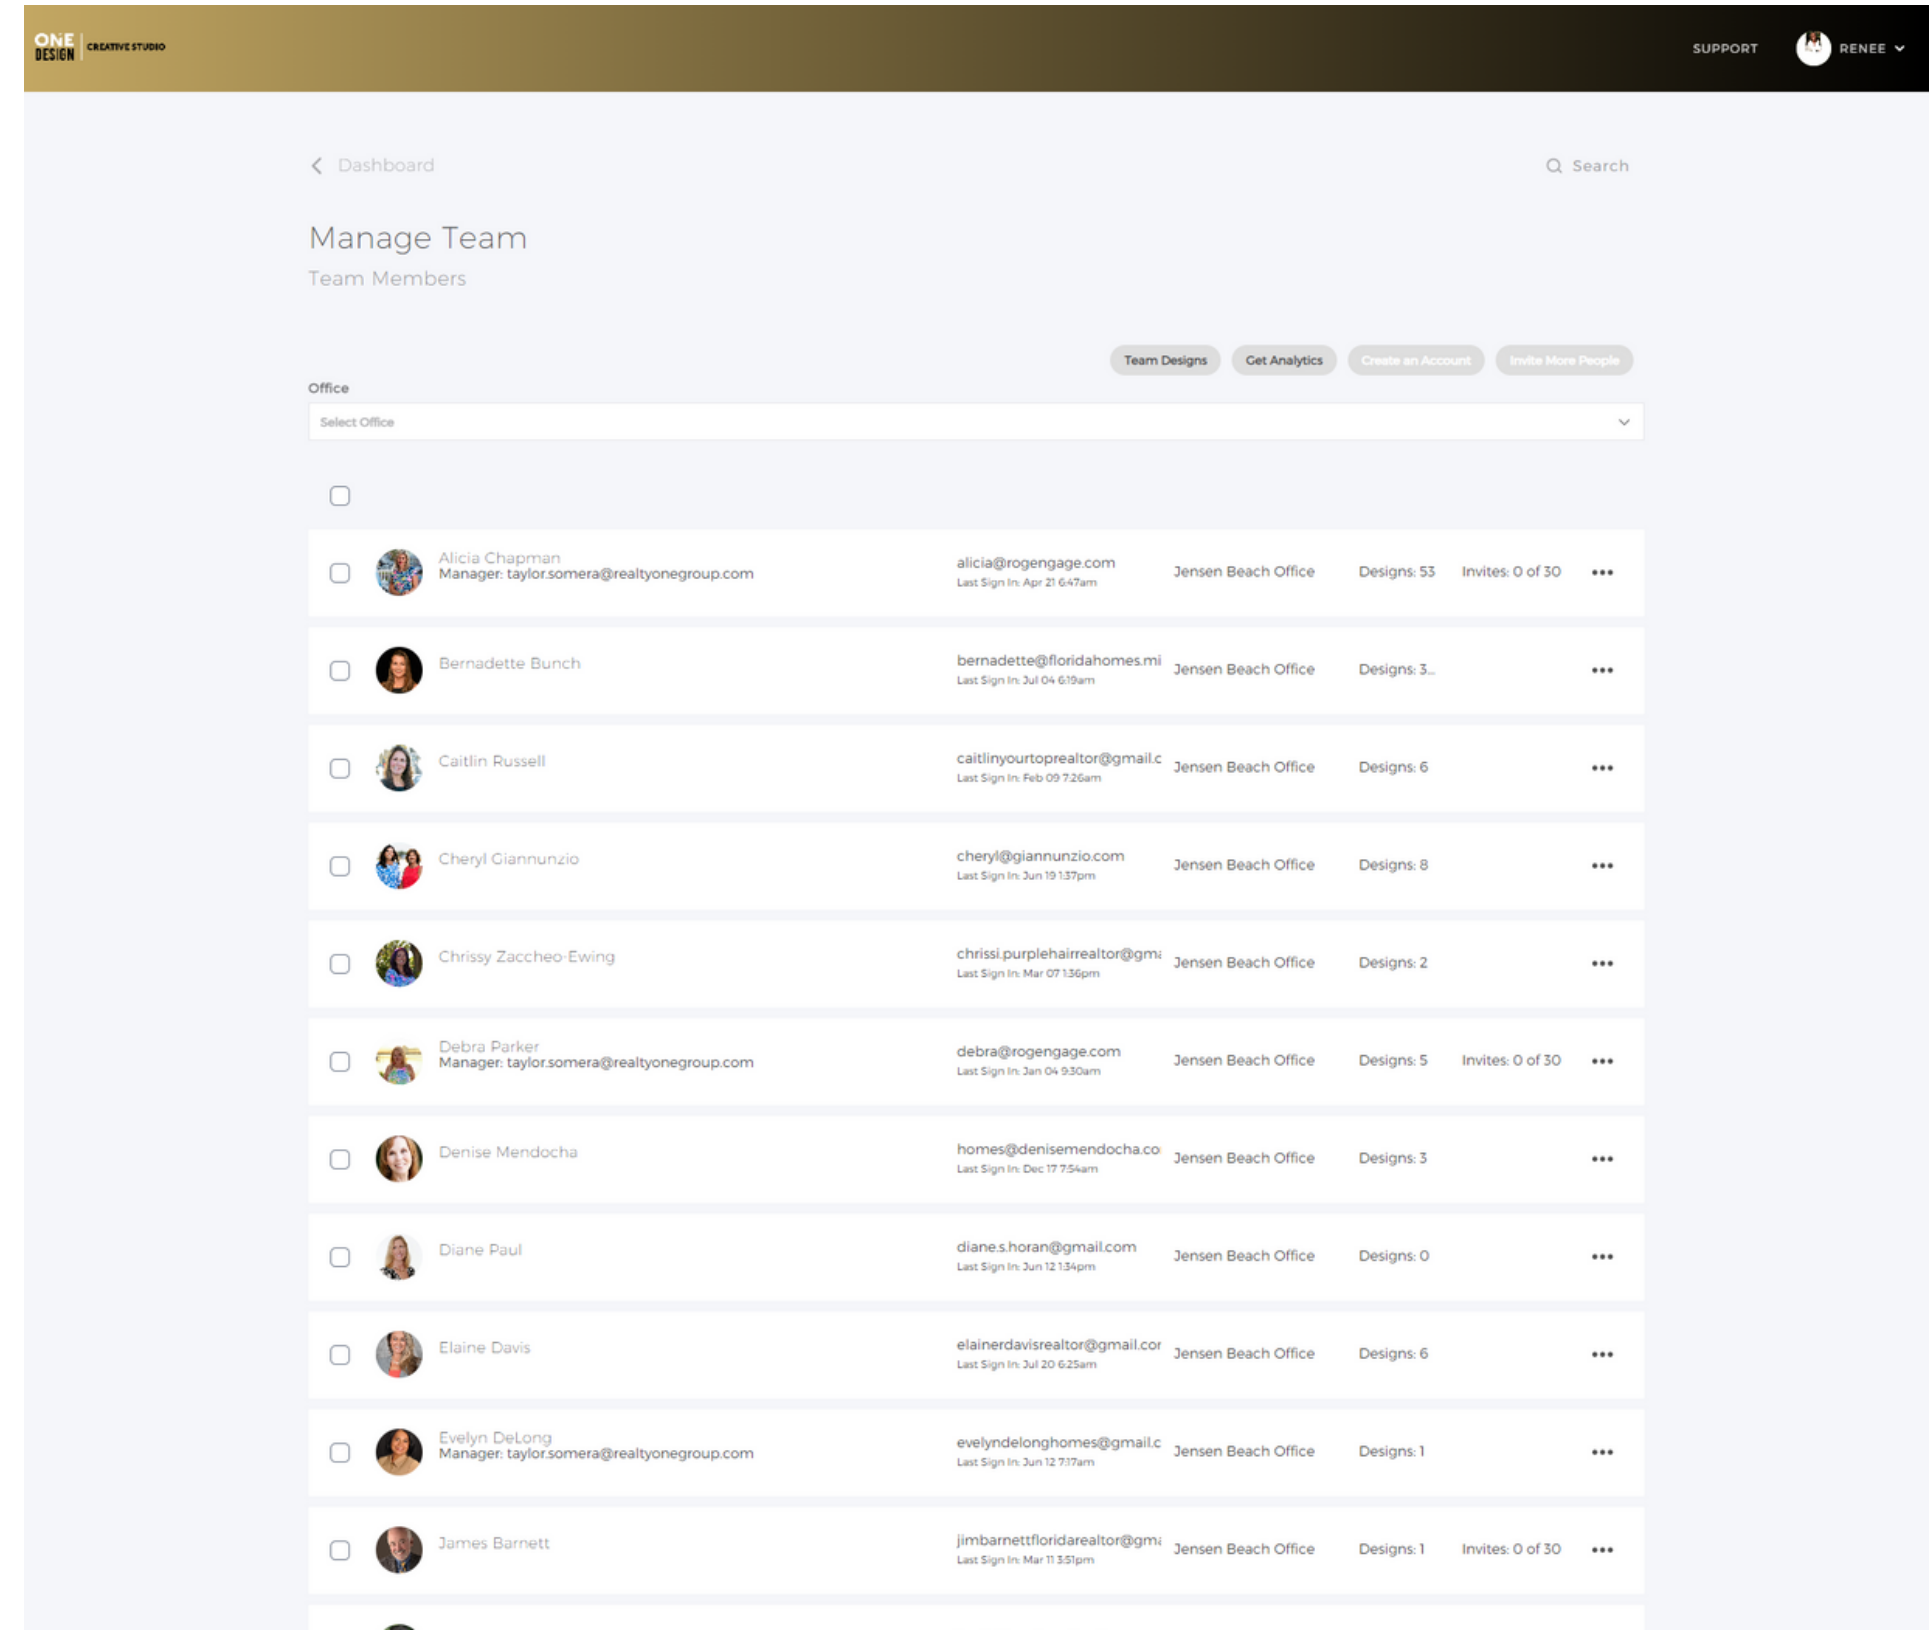 ONE
DESIGN CREATIVE STUDIO
SUPPORT
RENEE
Dashboard
Search
Manage Team
Team Members
Team Designs
Get Analytics
Create an Account
Invite More People
Office
Select Office
Alicia Chapman
Manager: taylor.somera@realtyonegroup.com
alicia@rogengage.com
Last Sign In: Apr 21 6:47am
Jensen Beach Office
Designs: 53
Invites: 0 of 30
Bernadette Bunch
bernadette@floridahomes.mi
Last Sign In: Jul 04 6:19am
Jensen Beach Office
Designs: 3...
Caitlin Russell
caitlinyourtoprealtor@gmail.c
Last Sign In: Feb 09 7:26am
Jensen Beach Office
Designs: 6
Cheryl Giannunzio
cheryl@giannunzio.com
Last Sign In: Jun 19 1:37pm
Jensen Beach Office
Designs: 8
Chrissy Zaccheo-Ewing
chrissi.purplehairrealtor@gma
Last Sign In: Mar 07 1:36pm
Jensen Beach Office
Designs: 2
Debra Parker
Manager: taylor.somera@realtyonegroup.com
debra@rogengage.com
Last Sign In: Jan 04 9:30am
Jensen Beach Office
Designs: 5
Invites: 0 of 30
Denise Mendocha
homes@denisemendocha.co
Last Sign In: Dec 17 7:54am
Jensen Beach Office
Designs: 3
Diane Paul
diane.s.horan@gmail.com
Last Sign In: Jun 12 1:34pm
Jensen Beach Office
Designs: 0
Elaine Davis
elainerdavisrealtor@gmail.cor
Last Sign In: Jul 20 6:25am
Jensen Beach Office
Designs: 6
Evelyn DeLong
Manager: taylor.somera@realtyonegroup.com
evelyndelonghomes@gmail.c
Last Sign In: Jun 12 7:17am
Jensen Beach Office
Designs: 1
James Barnett
jimbarnettfloridarealtor@gma
Last Sign In: Mar 11 3:51pm
Jensen Beach Office
Designs: 1
Invites: 0 of 30